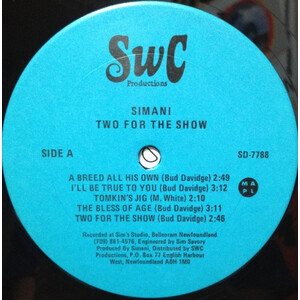 SWC
Productions
SIMANI
TWO FOR THE SHOW
SIDE A
SD-7788
A BREED ALL HIS OWN (Bud Davidge) 2:49
I'LL BE TRUE TO YOU (Bud Davidge) 3:12
TOMKIN'S JIG (M. White) 2:10
THE BLESS OF AGE (Bud Davidge) 3:11
TWO FOR THE SHOW (Bud Davidge) 2:46
M A P L
Recorded at Sim's Studio, Belleoram Newfoundland
(709) 881-4576, Engineered by Sim Savory
Produced By Simani, Distributed by SWC
Productions, P.O. Box 77 English Harbour
West, Newfoundland A0H 1M0